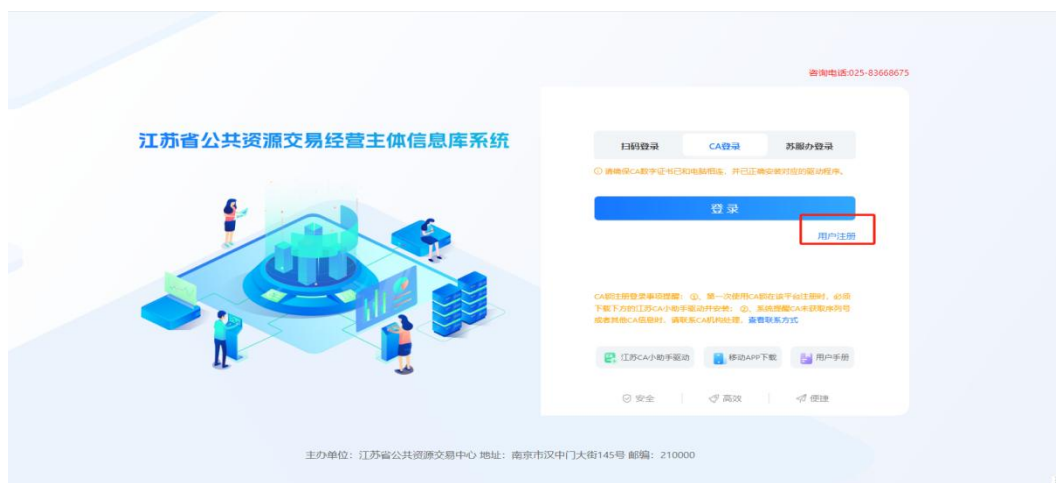 咨询电话:025-83668675
江苏省公共资源交易经营主体信息库系统
扫码登录 CA登录 苏服办登录
请确保CA数字证书已和电脑相连，并已正确安装对应的驱动程序。
登 录
用户注册
CA锁注册登录事项提醒：①、第一次使用CA锁在该平台注册时，必须
下载下方的江苏CA小助手驱动并安装；②、系统提醒CA未获取序列号
或者其他CA信息时，请联系CA机构处理，查看联系方式
江苏CA小助手驱动 移动APP下载 用户手册
安全 高效 便捷
主办单位：江苏省公共资源交易中心 地址：南京市汉中门大街145号 邮编：210000